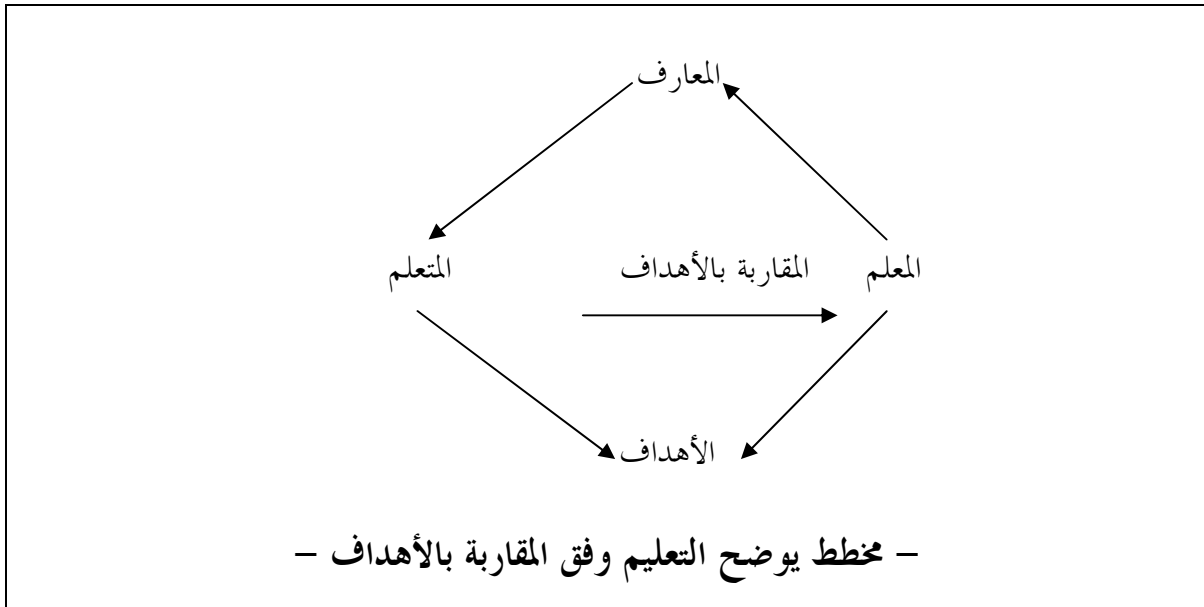 المعارف
المعلم المقاربة بالأهداف المتعلم
الأهداف
– مخطط يوضح التعليم وفق المقاربة بالأهداف –